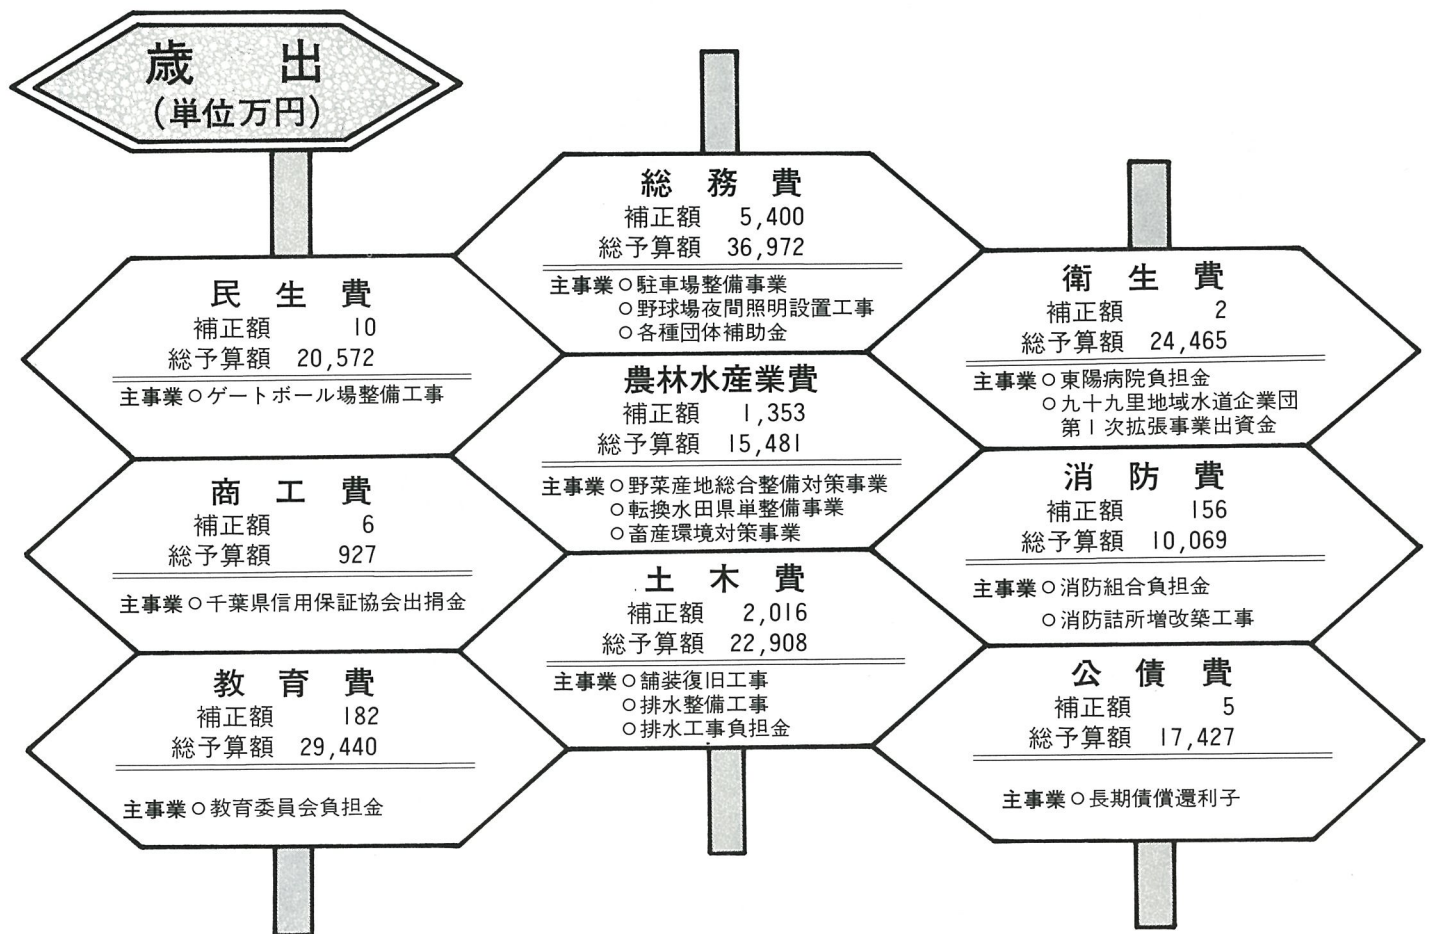 歳出
(単位万円)
民生費
補正額 10
総予算額 20,572
主事業○ゲートボール場整備工事
商工費
補正額 6
総予算額 927
主事業○千葉県信用保証協会出捐金
教育費
補正額 182
総予算額 29,440
主事業○教育委員会負担金
総務費
補正額 5,400
総予算額 36,972
主事業○駐車場整備事業
○野球場夜間照明設置工事
○各種団体補助金
農林水産業費
補正額 1,353
総予算額 15,481
主事業○野菜産地総合整備対策事業
○転換水田県単整備事業
○畜産環境対策事業
土木費
補正額 2,016
総予算額 22,908
主事業○舗装復旧工事
○排水整備工事
○排水工事負担金
衛生費
補正額 2
総予算額 24,465
主事業○東陽病院負担金
○九十九里地域水道企業団
第1次拡張事業出資金
消防費
補正額 156
総予算額 10,069
主事業○消防組合負担金
○消防詰所増改築工事
公債費
補正額 5
総予算額 17,427
主事業○長期債償還利子